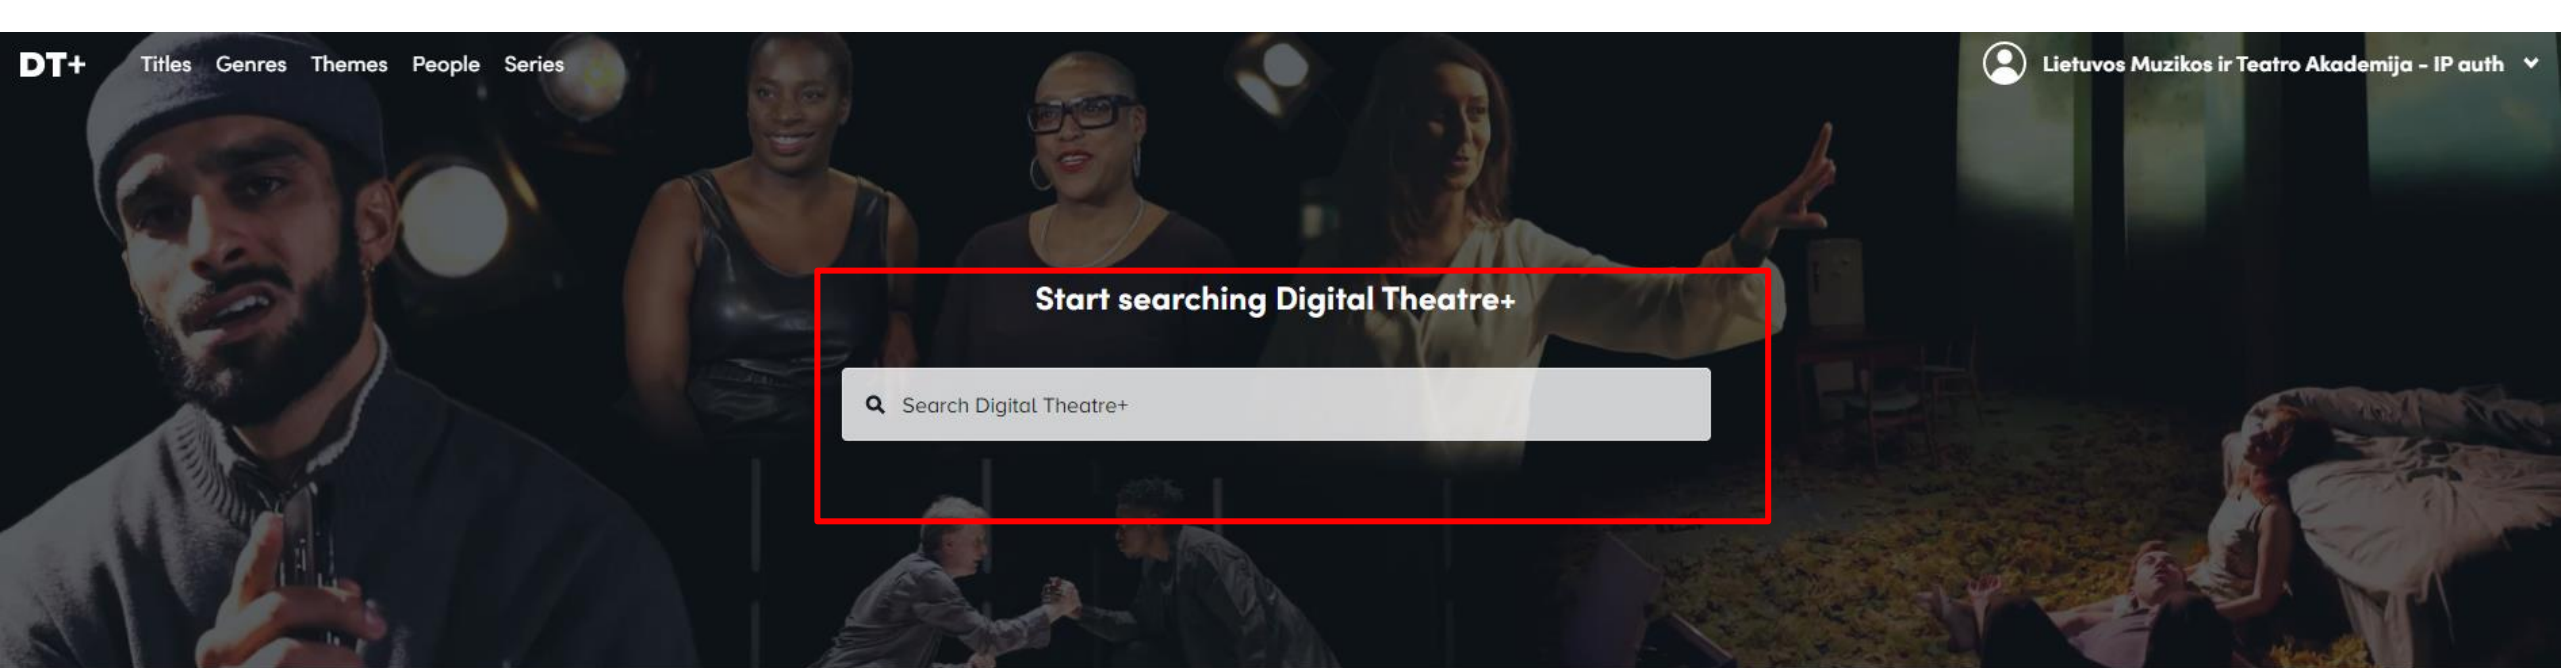 DT+ Titles Genres Themes People Series Lietuvos Muzikos ir Teatro Akademija - IP auth
Start searching Digital Theatre+
Search Digital Theatre+